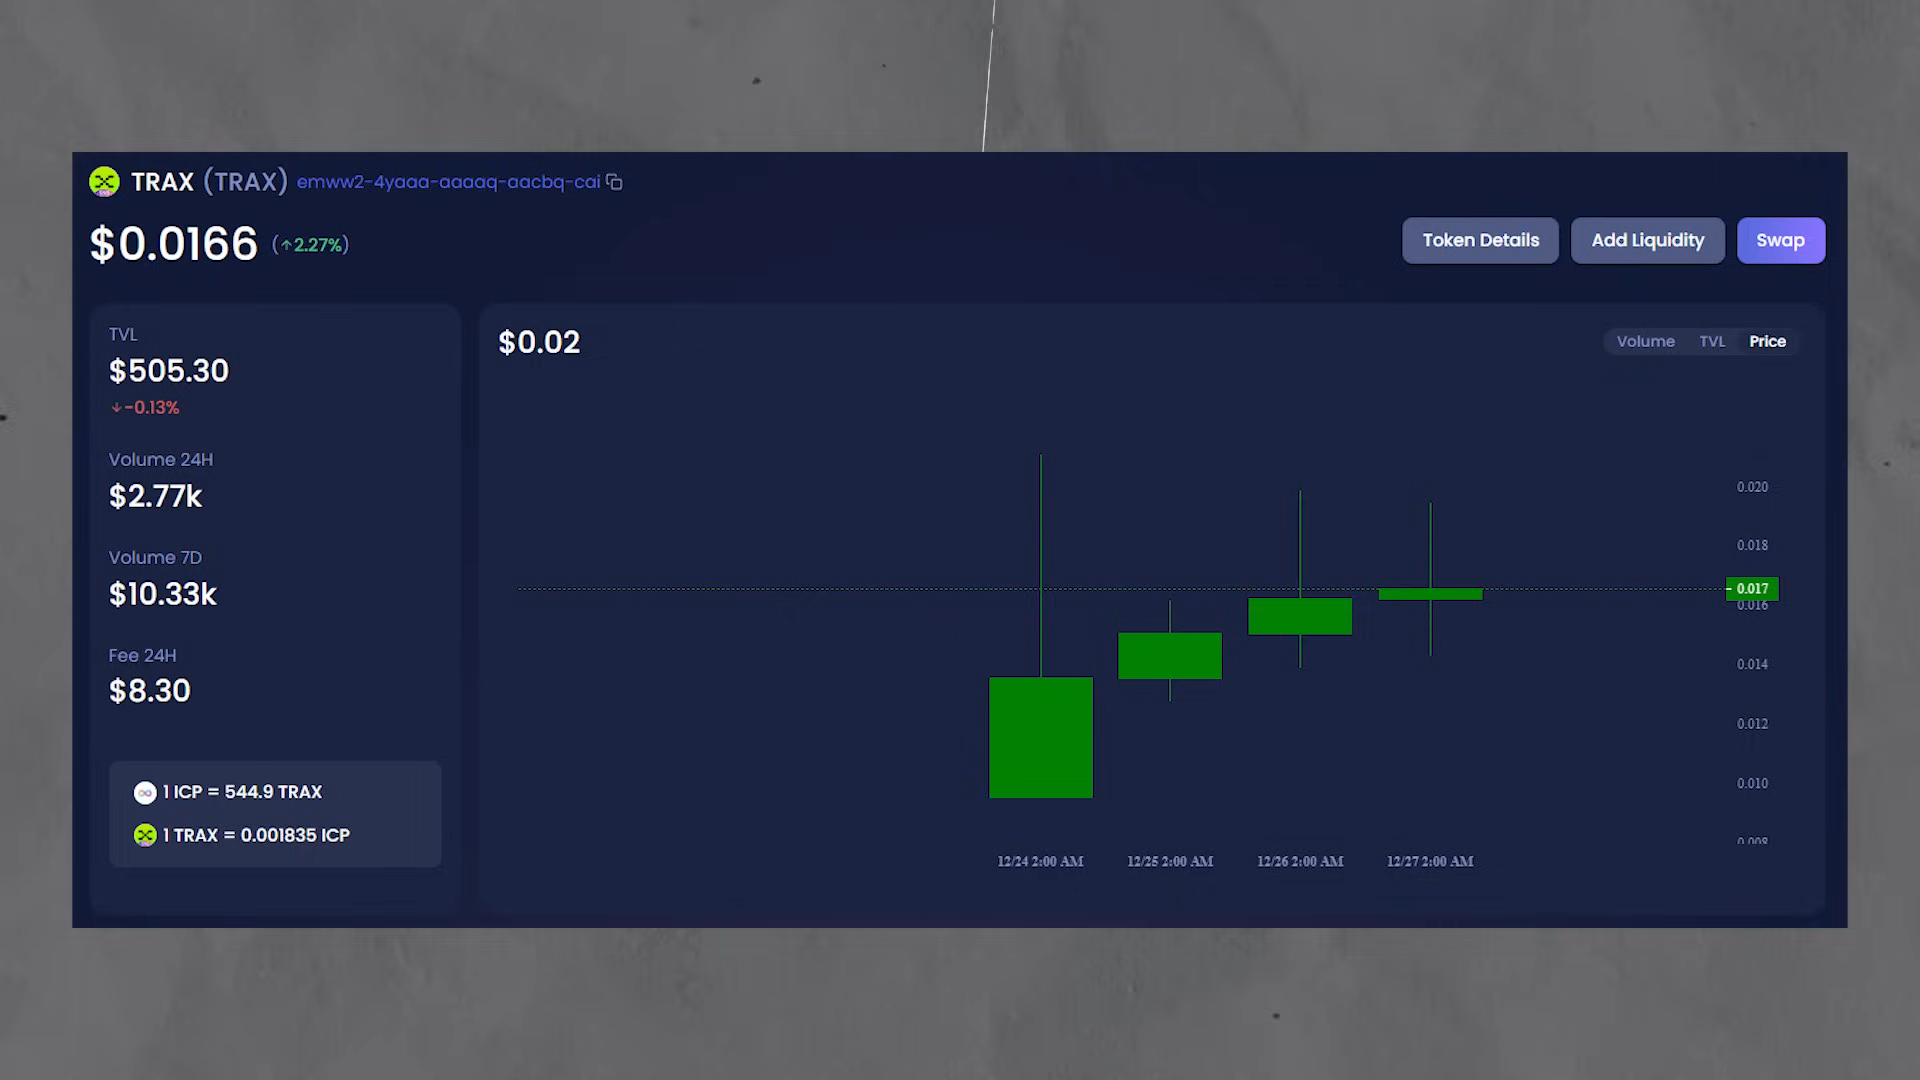 TRAX (TRAX) emww2-4yaaa-aaaaq-aacbq-cai
$0.0166 (↑2.27%)
Token Details Add Liquidity Swap
TVL
$505.30
↓-0.13%
Volume 24H
$2.77k
Volume 7D
$10.33k
Fee 24H
$8.30
1 ICP = 544.9 TRAX
1 TRAX = 0.001835 ICP
$0.02
Volume TVL Price
0.020
0.018
0.017
0.016
0.014
0.012
0.010
0.008
12/24 2:00 AM 12/25 2:00 AM 12/26 2:00 AM 12/27 2:00 AM